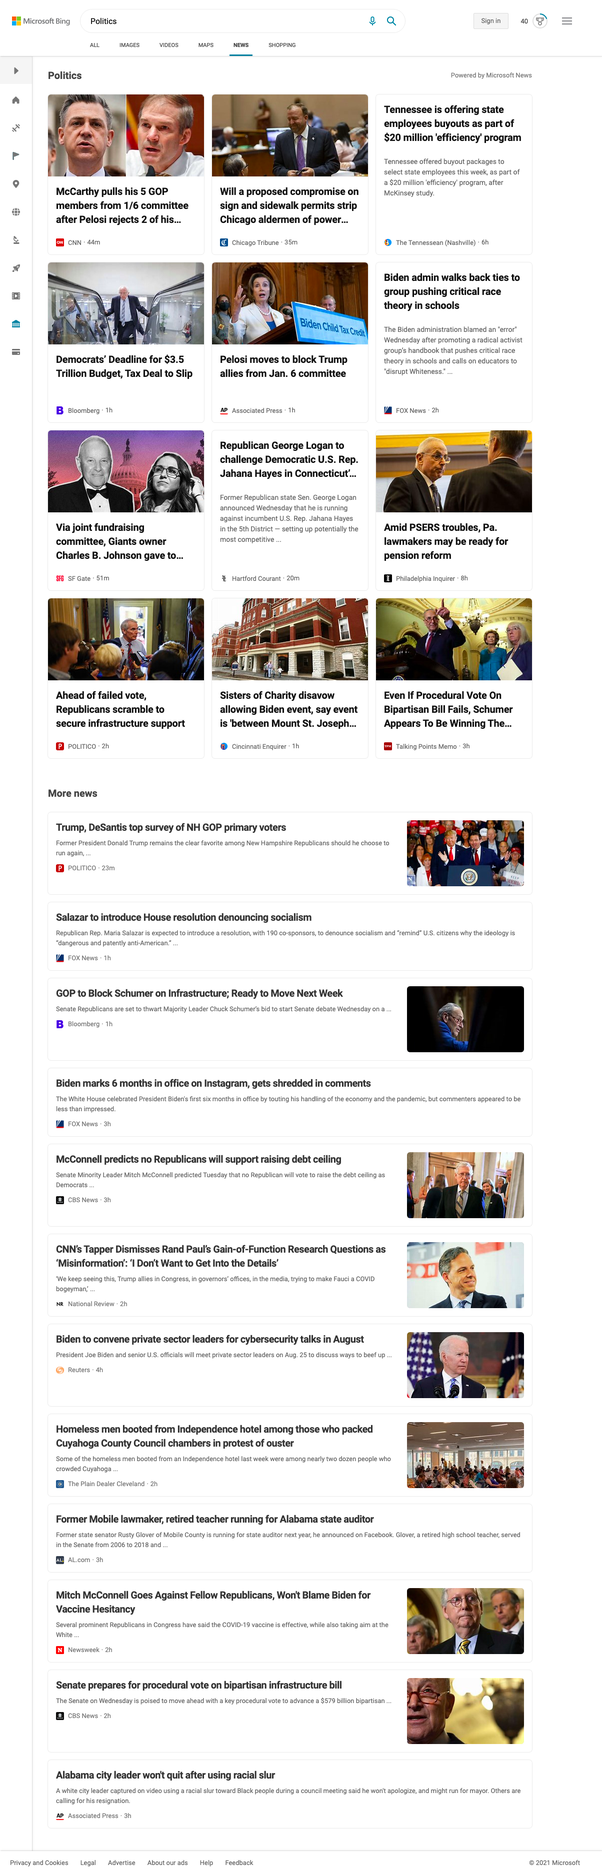 Microsoft Bing
Politics
Sign in
40
ALL
IMAGES
VIDEOS
MAPS
NEWS
SHOPPING
Politics
Powered by Microsoft News
McCarthy pulls his 5 GOP
members from 1/6 committee
after Pelosi rejects 2 of his...
CNN · 44m
Will a proposed compromise on
sign and sidewalk permits strip
Chicago aldermen of power...
Chicago Tribune · 35m
Tennessee is offering state
employees buyouts as part of
$20 million 'efficiency' program
Tennessee offered buyout packages to
select state employees this week, as part of
a $20 million 'efficiency' program, after
McKinsey study.
The Tennessean (Nashville) · 6h
Democrats' Deadline for $3.5
Trillion Budget, Tax Deal to Slip
Bloomberg · 1h
Biden Child Tax Credit
Pelosi moves to block Trump
allies from Jan. 6 committee
AP
Associated Press · 1h
Biden admin walks back ties to
group pushing critical race
theory in schools
The Biden administration blamed an "error"
Wednesday after promoting a radical activist
group's handbook that pushes critical race
theory in schools and calls on educators to
"disrupt Whiteness." ...
FOX News · 2h
Via joint fundraising
committee, Giants owner
Charles B. Johnson gave to...
SF Gate · 51m
Republican George Logan to
challenge Democratic U.S. Rep.
Jahana Hayes in Connecticut'...
Former Republican state Sen. George Logan
announced Wednesday that he is running
against incumbent U.S. Rep. Jahana Hayes
in the 5th District — setting up potentially the
most competitive ...
Hartford Courant · 20m
Amid PSERS troubles, Pa.
lawmakers may be ready for
pension reform
Philadelphia Inquirer · 8h
Ahead of failed vote,
Republicans scramble to
secure infrastructure support
POLITICO · 2h
Sisters of Charity disavow
allowing Biden event, say event
is 'between Mount St. Joseph...
Cincinnati Enquirer · 1h
Even If Procedural Vote On
Bipartisan Bill Fails, Schumer
Appears To Be Winning The...
Talking Points Memo · 3h
More news
Trump, DeSantis top survey of NH GOP primary voters
Former President Donald Trump remains the clear favorite among New Hampshire Republicans should he choose to
run again, ...
POLITICO · 23m
Salazar to introduce House resolution denouncing socialism
Republican Rep. Maria Salazar is expected to introduce a resolution, with 190 co-sponsors, to denounce socialism and "remind" U.S. citizens why the ideology is
"dangerous and patently anti-American." ...
FOX News · 1h
GOP to Block Schumer on Infrastructure; Ready to Move Next Week
Senate Republicans are set to thwart Majority Leader Chuck Schumer's bid to start Senate debate Wednesday on a ...
Bloomberg · 1h
Biden marks 6 months in office on Instagram, gets shredded in comments
The White House celebrated President Biden's first six months in office by touting his handling of the economy and the pandemic, but commenters appeared to be
less than impressed.
FOX News · 3h
McConnell predicts no Republicans will support raising debt ceiling
Senate Minority Leader Mitch McConnell predicted Tuesday that no Republican will vote to raise the debt ceiling as
Democrats ...
CBS News · 3h
CNN's Tapper Dismisses Rand Paul's Gain-of-Function Research Questions as
'Misinformation': 'I Don't Want to Get Into the Details'
'We keep seeing this, Trump allies in Congress, in governors' offices, in the media, trying to make Fauci a COVID
bogeyman,' ...
NR
National Review · 2h
Biden to convene private sector leaders for cybersecurity talks in August
President Joe Biden and senior U.S. officials will meet private sector leaders on Aug. 25 to discuss ways to beef up ...
Reuters · 4h
Homeless men booted from Independence hotel among those who packed
Cuyahoga County Council chambers in protest of ouster
Some of the homeless men booted from an Independence hotel last week were among nearly two dozen people who
crowded Cuyahoga ...
The Plain Dealer Cleveland · 2h
Former Mobile lawmaker, retired teacher running for Alabama state auditor
Former state senator Rusty Glover of Mobile County is running for state auditor next year, he announced on Facebook. Glover, a retired high school teacher, served
in the Senate from 2006 to 2018 and ...
AL.com · 3h
Mitch McConnell Goes Against Fellow Republicans, Won't Blame Biden for
Vaccine Hesitancy
Several prominent Republicans in Congress have said the COVID-19 vaccine is effective, while also taking aim at the
White ...
Newsweek · 2h
Senate prepares for procedural vote on bipartisan infrastructure bill
The Senate on Wednesday is poised to move ahead with a key procedural vote to advance a $579 billion bipartisan ...
CBS News · 2h
Alabama city leader won't quit after using racial slur
A white city leader captured on video using a racial slur toward Black people during a council meeting said he won't apologize, and might run for mayor. Others are
calling for his resignation.
AP
Associated Press · 3h
Privacy and Cookies
Legal
Advertise
About our ads
Help
Feedback
© 2021 Microsoft